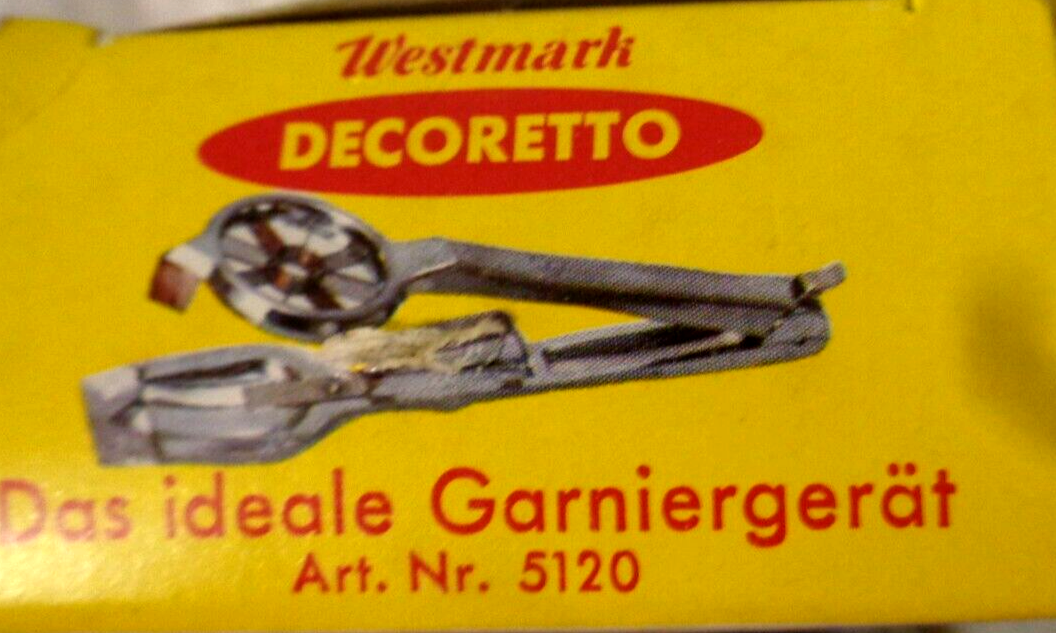 Westmark
DECORETTO
Das ideale Garniergerät
Art. Nr. 5120